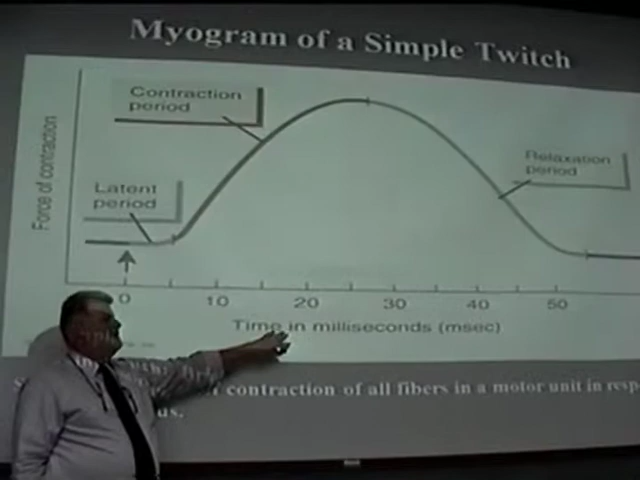 Myogram of a Simple Twitch
Contraction
period
Relaxation
period
Latent
period
Force of contraction
0 10 20 30 40 50
Time in milliseconds (msec)
contraction of all fibers in a motor unit in resp
us.